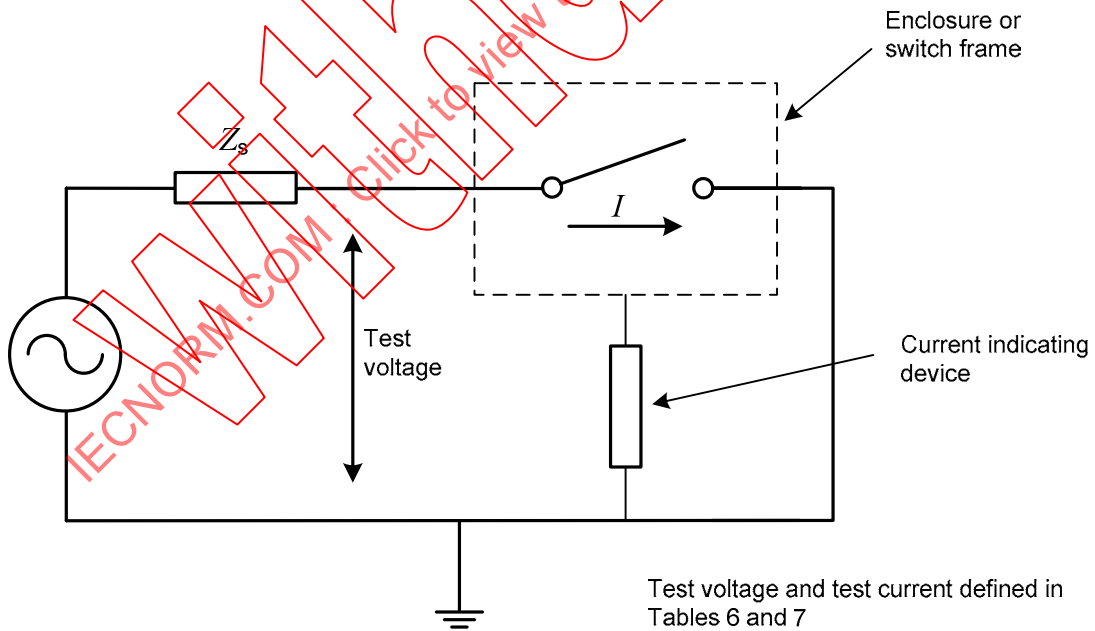 Enclosure or
switch frame
Zs
I
Test
voltage
Current indicating
device
IECNORM.COM : Click to view
Test voltage and test current defined in
Tables 6 and 7